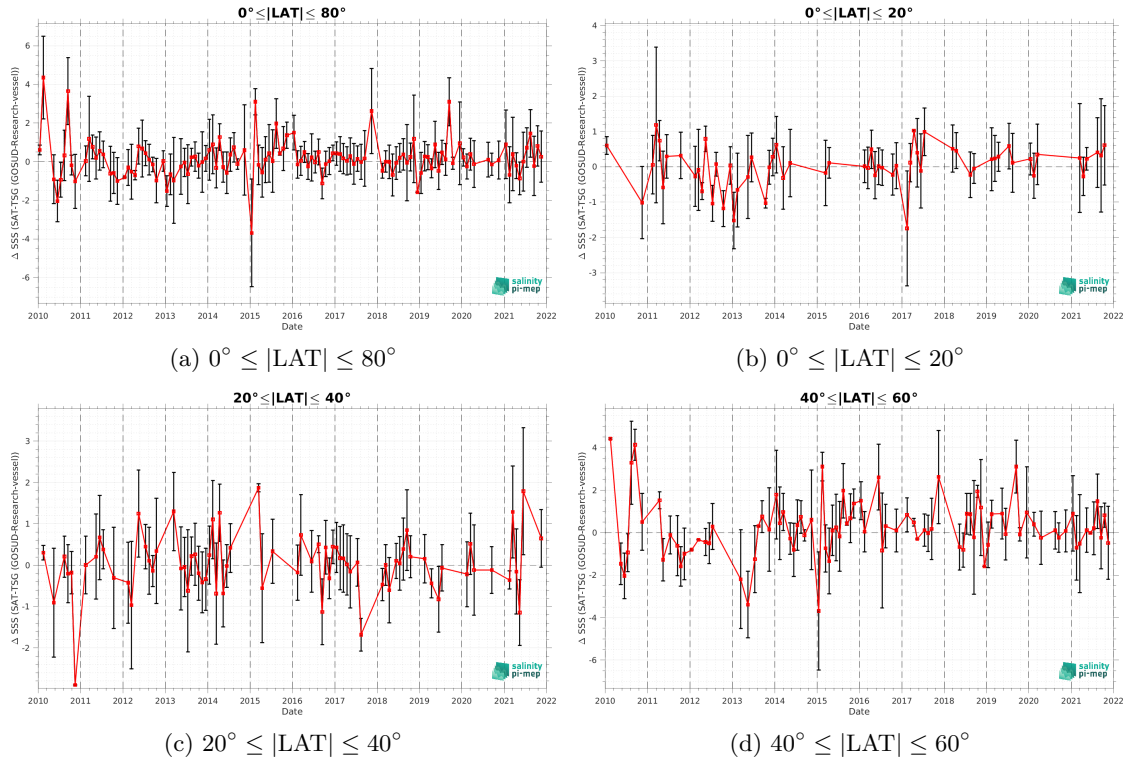 0°≤|LAT|≤ 80°
Δ SSS (SAT-TSG (GOSUD-Research-vessel))
6
4
2
0
-2
-4
-6
2010 2011 2012 2013 2014 2015 2016 2017 2018 2019 2020 2021 2022
Date
salinity
pi-mep
(a) 0° ≤ |LAT| ≤ 80°
0°≤|LAT|≤ 20°
Δ SSS (SAT-TSG (GOSUD-Research-vessel))
4
3
2
1
0
-1
-2
-3
2010 2011 2012 2013 2014 2015 2016 2017 2018 2019 2020 2021 2022
Date
salinity
pi-mep
(b) 0° ≤ |LAT| ≤ 20°
20°≤|LAT|≤ 40°
Δ SSS (SAT-TSG (GOSUD-Research-vessel))
3
2
1
0
-1
-2
2010 2011 2012 2013 2014 2015 2016 2017 2018 2019 2020 2021 2022
Date
salinity
pi-mep
(c) 20° ≤ |LAT| ≤ 40°
40°≤|LAT|≤ 60°
Δ SSS (SAT-TSG (GOSUD-Research-vessel))
4
2
0
-2
-4
-6
2010 2011 2012 2013 2014 2015 2016 2017 2018 2019 2020 2021 2022
Date
salinity
pi-mep
(d) 40° ≤ |LAT| ≤ 60°